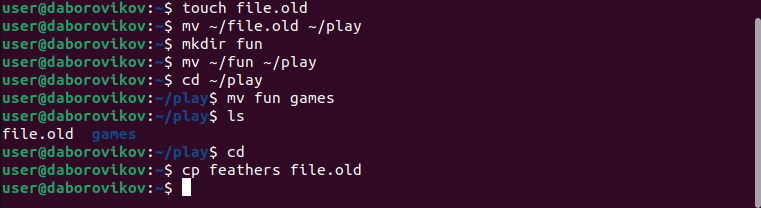 user@daborovikov:~$ touch file.old
user@daborovikov:~$ mv ~/file.old ~/play
user@daborovikov:~$ mkdir fun
user@daborovikov:~$ mv ~/fun ~/play
user@daborovikov:~$ cd ~/play
user@daborovikov:~/play$ mv fun games
user@daborovikov:~/play$ ls
file.old  games
user@daborovikov:~/play$ cd
user@daborovikov:~$ cp feathers file.old
user@daborovikov:~$